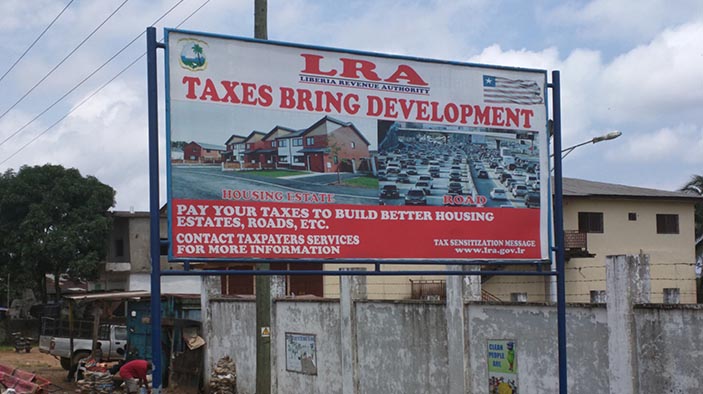 LRA
LIBERIA REVENUE AUTHORITY
TAXES BRING DEVELOPMENT
HOUSING ESTATE
ROAD
PAY YOUR TAXES TO BUILD BETTER HOUSING
ESTATES, ROADS, ETC.
CONTACT TAXPAYERS SERVICES
FOR MORE INFORMATION
TAX SENSITIZATION MESSAGE
www.lra.gov.lr
CLEAN
PEOPLE
ARE